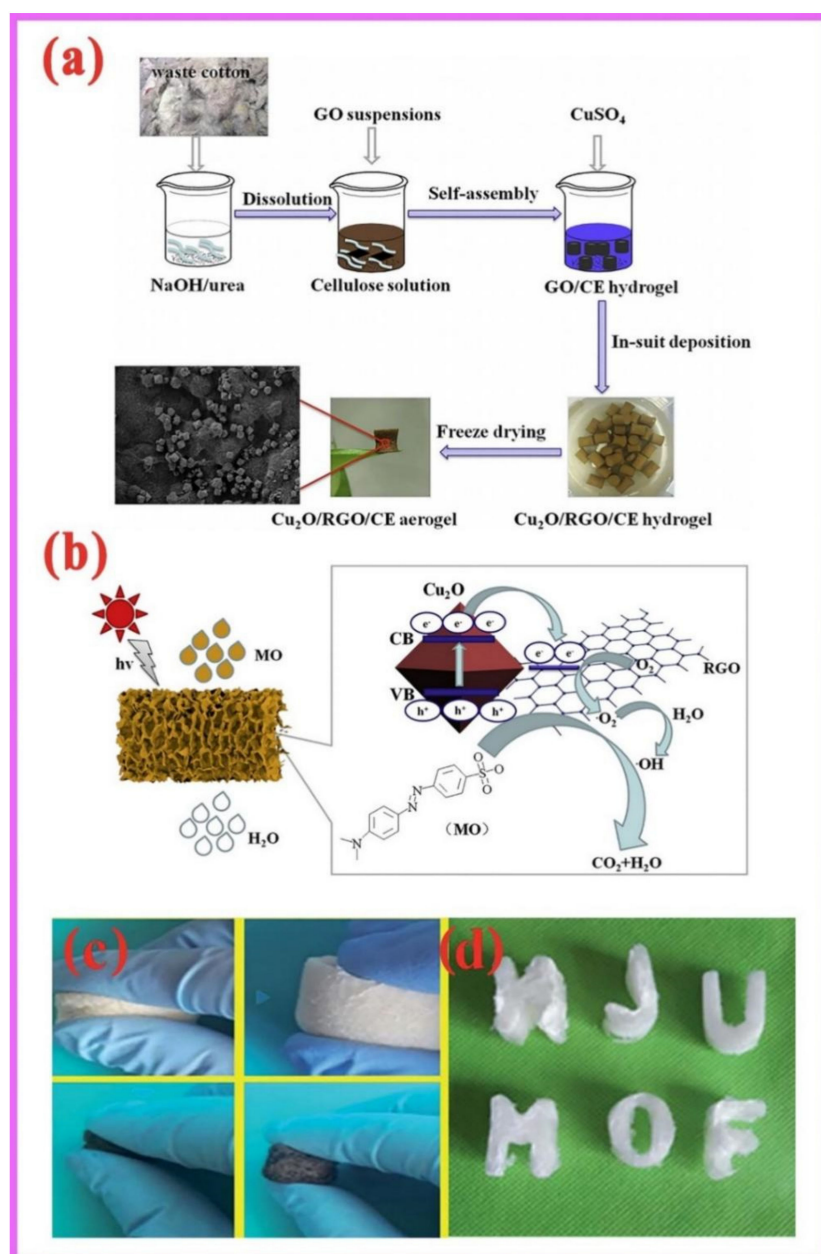 (a)
waste cotton
GO suspensions
CuSO₄
Dissolution
Self-assembly
NaOH/urea
Cellulose solution
GO/CE hydrogel
In-suit deposition
Freeze drying
Cu₂O/RGO/CE aerogel
Cu₂O/RGO/CE hydrogel
(b)
hv
MO
H₂O
Cu₂O
e⁻ e⁻ e⁻
CB
e⁻ e⁻
VB
h⁺ h⁺ h⁺
O₂
RGO
·O₂⁻
H₂O
·OH
O
S
O
O
N
N
N
(MO)
CO₂+H₂O
(c)
(d)
N J U
M O F